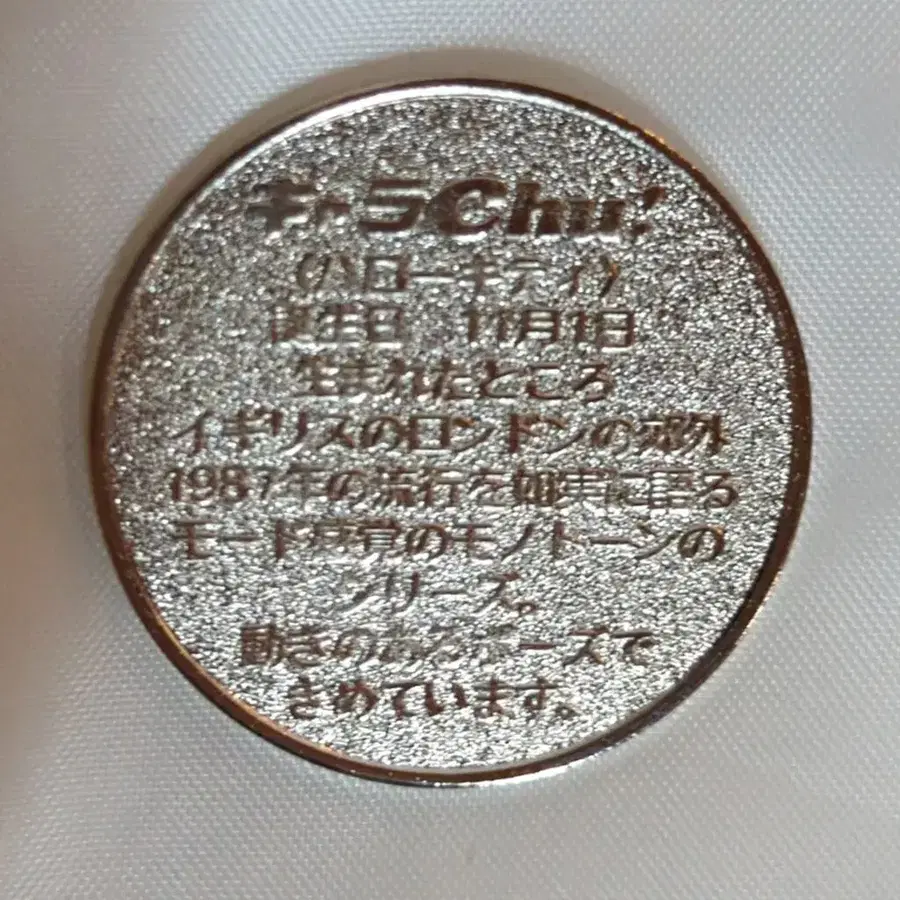 キャラChu!
(ハローキティ)
誕生日　11月1日
生まれたところ
イギリスのロンドンの郊外
1987年の流行を如実に語る
モード感覚のモノトーンの
シリーズ。
動きのあるポーズで
きめています。